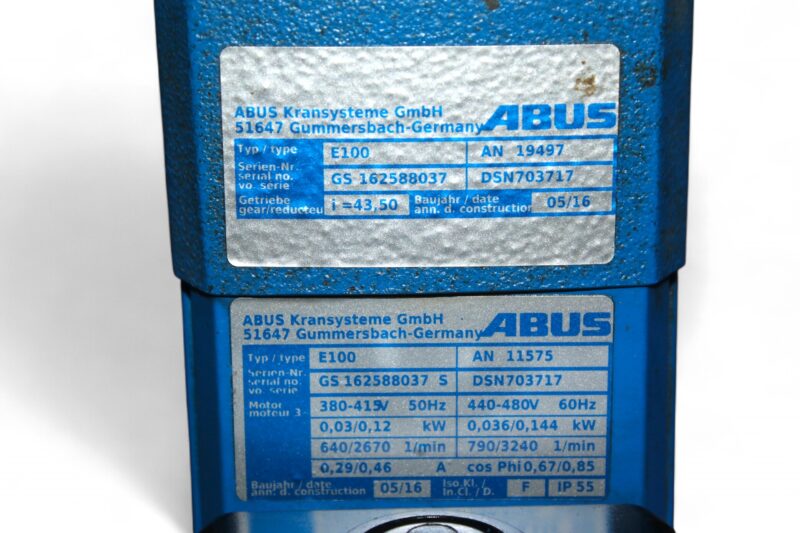 ABUS Kransysteme GmbH
51647 Gummersbach-Germany ABUS
Typ / type E100 AN 19497
Serien-Nr.
serial no. GS 162588037 DSN703717
vo. serie
Getriebe i =43,50 Baujahr / date 05/16
gear/reducteu ann. d. construction
ABUS Kransysteme GmbH
51647 Gummersbach-Germany ABUS
Typ / type E100 AN 11575
Serien-Nr.
serial no. GS 162588037 S DSN703717
vo. serie
Motor 380-415V 50Hz 440-480V 60Hz
moteur 3~
0,03/0,12 kW 0,036/0,144 kW
640/2670 1/min 790/3240 1/min
0,29/0,46 A cos Phi 0,67/0,85
Baujahr / date 05/16 Iso.Kl. / F IP 55
ann. d. construction In.Cl. / D.